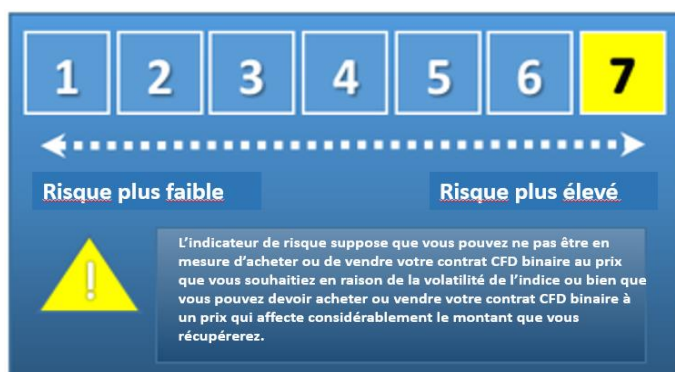 1 2 3 4 5 6 7
Risque plus faible Risque plus élevé
!
L'indicateur de risque suppose que vous pouvez ne pas être en
mesure d'acheter ou de vendre votre contrat CFD binaire au prix
que vous souhaitiez en raison de la volatilité de l'indice ou bien que
vous pouvez devoir acheter ou vendre votre contrat CFD binaire à
un prix qui affecte considérablement le montant que vous
récupérerez.